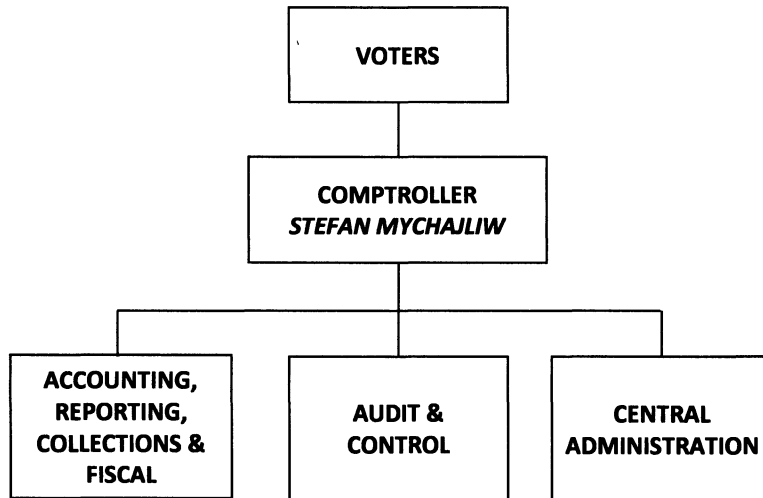 VOTERS
COMPTROLLER
STEFAN MYCHAJLIW
ACCOUNTING,
REPORTING,
COLLECTIONS &
FISCAL
AUDIT &
CONTROL
CENTRAL
ADMINISTRATION